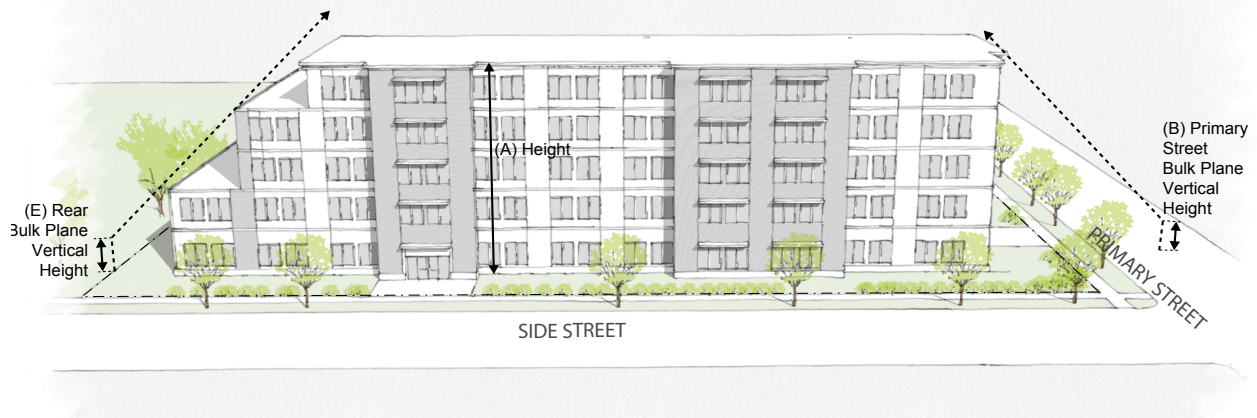 (A) Height
(B) Primary
Street
Bulk Plane
Vertical
Height
(E) Rear
Bulk Plane
Vertical
Height
PRIMARY STREET
SIDE STREET